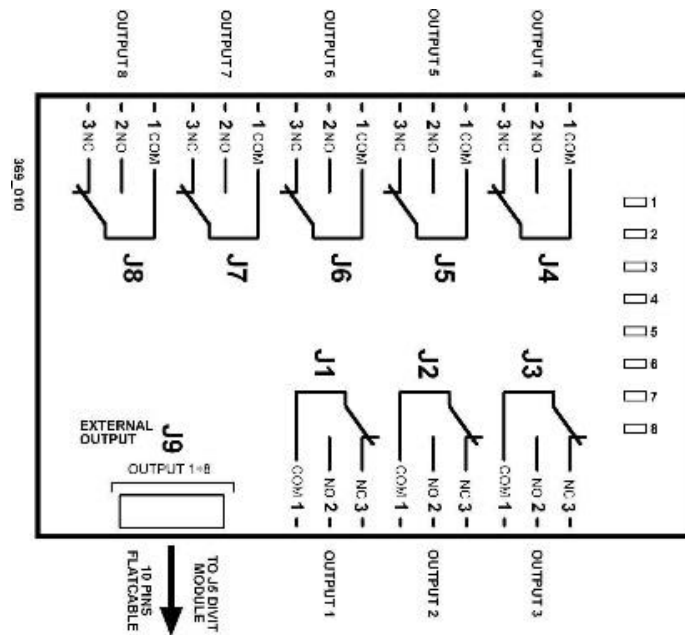 OUTPUT 8
OUTPUT 7
OUTPUT 6
OUTPUT 5
OUTPUT 4
3 NC
2 NO
1 COM
3 NC
2 NO
1 COM
3 NC
2 NO
1 COM
3 NC
2 NO
1 COM
3 NC
2 NO
1 COM
369_010
J8
J7
J6
J5
J4
1
2
3
4
5
6
7
8
J1
J2
J3
EXTERNAL
OUTPUT
J9
OUTPUT 1÷8
COM 1
NO 2
NC 3
COM 1
NO 2
NC 3
COM 1
NO 2
NC 3
TO J5 DIVIT
MODULE
10 PINS
FLATCABLE
OUTPUT 1
OUTPUT 2
OUTPUT 3